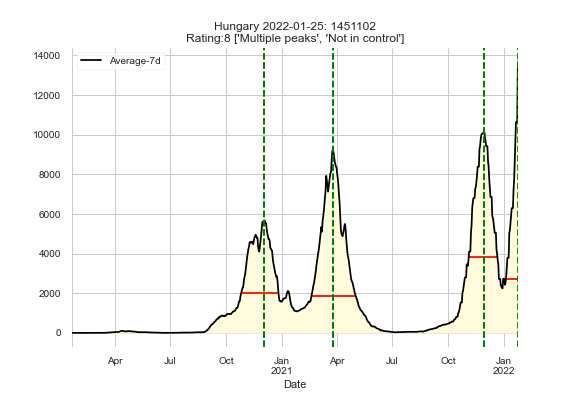 Hungary 2022-01-25: 1451102
Rating:8 ['Multiple peaks', 'Not in control']
Average-7d
14000
12000
10000
8000
6000
4000
2000
0
Apr
Jul
Oct
Jan
2021
Apr
Jul
Oct
Jan
2022
Date